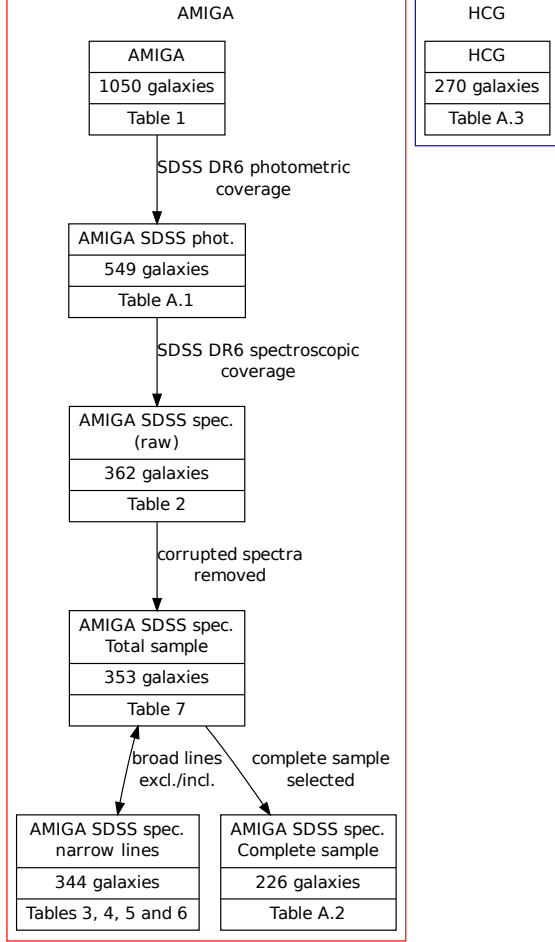 AMIGA
AMIGA
1050 galaxies
Table 1
SDSS DR6 photometric
coverage
AMIGA SDSS phot.
549 galaxies
Table A.1
SDSS DR6 spectroscopic
coverage
AMIGA SDSS spec.
(raw)
362 galaxies
Table 2
corrupted spectra
removed
AMIGA SDSS spec.
Total sample
353 galaxies
Table 7
broad lines
excl./incl.
complete sample
selected
AMIGA SDSS spec.
narrow lines
344 galaxies
Tables 3, 4, 5 and 6
AMIGA SDSS spec.
Complete sample
226 galaxies
Table A.2
HCG
HCG
270 galaxies
Table A.3